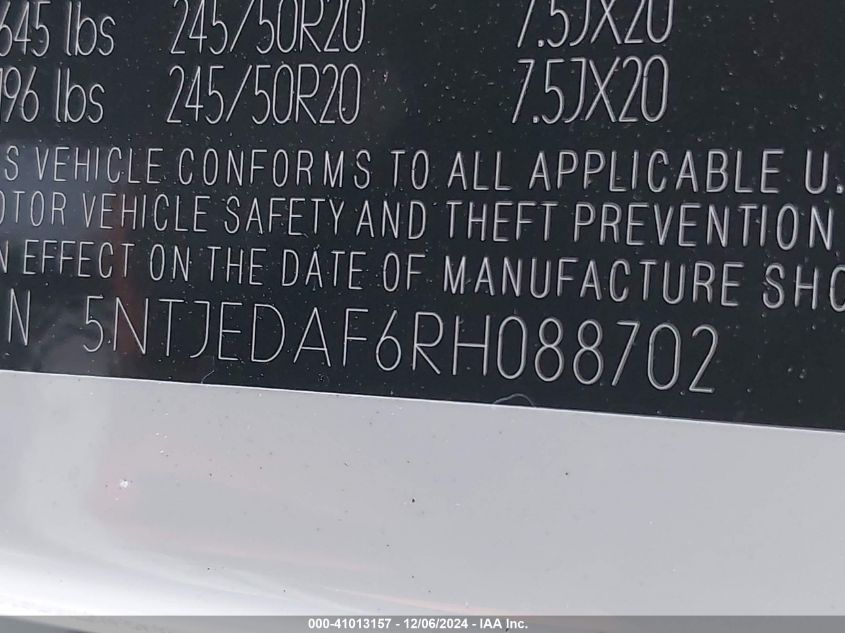 645 lbs 245/50R20 7.5JX20
196 lbs 245/50R20 7.5JX20
S VEHICLE CONFORMS TO ALL APPLICABLE U.
OTOR VEHICLE SAFETY AND THEFT PREVENTION
N EFFECT ON THE DATE OF MANUFACTURE SHO
N 5NTJEDAF6RH088702
000-41013157 - 12/06/2024 - IAA Inc.